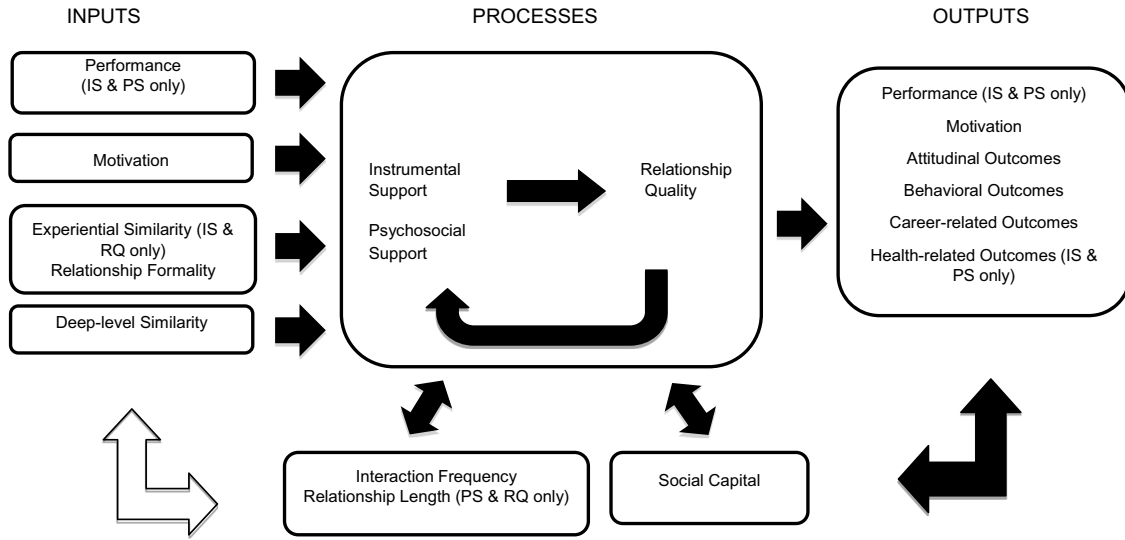 INPUTS
PROCESSES
OUTPUTS
Performance
(IS & PS only)
Motivation
Experiential Similarity (IS &
RQ only)
Relationship Formality
Deep-level Similarity
Instrumental
Support
Psychosocial
Support
Relationship
Quality
Performance (IS & PS only)
Motivation
Attitudinal Outcomes
Behavioral Outcomes
Career-related Outcomes
Health-related Outcomes (IS &
PS only)
Interaction Frequency
Relationship Length (PS & RQ only)
Social Capital